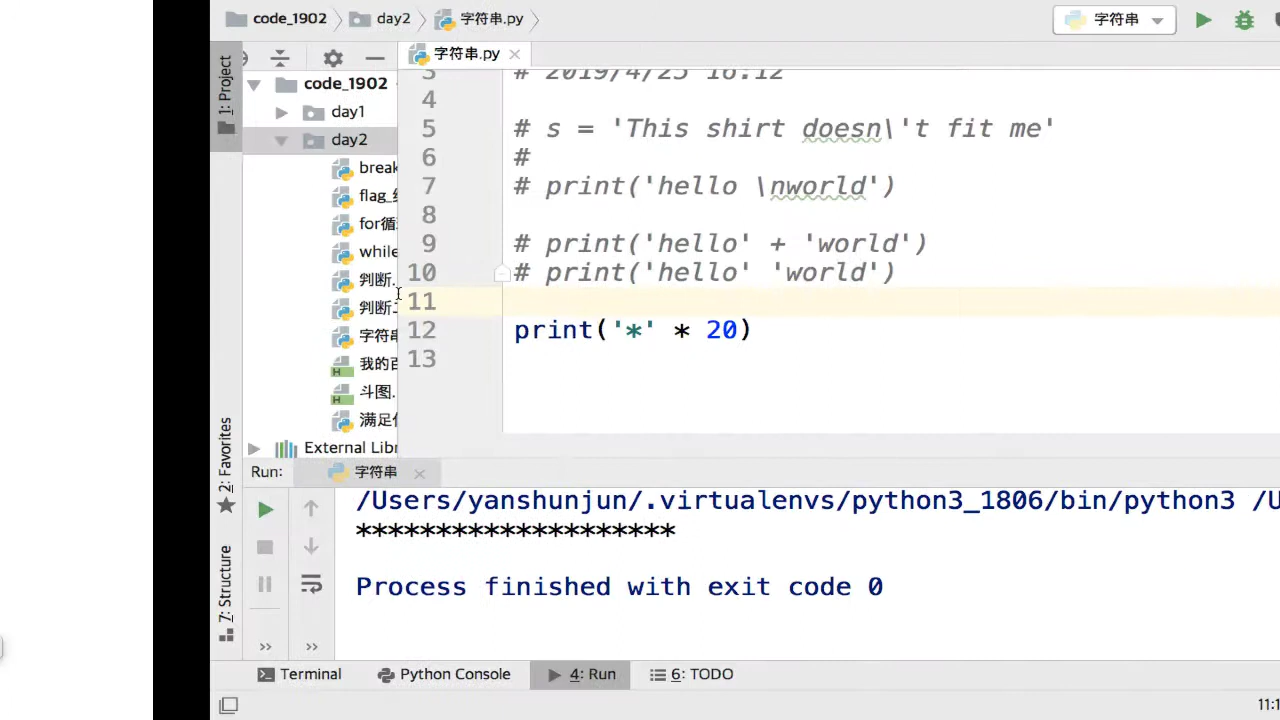 code_1902 day2 字符串.py
字符串
字符串.py
1: Project
code_1902
day1
day2
break
flag_
for循
while
判断.
判断
字符串
我的百
斗图.
满足
External Libr
3 # 2019/4/25 16:12
4
5 # s = 'This shirt doesn\'t fit me'
6 #
7 # print('hello \nworld')
8
9 # print('hello' + 'world')
10 # print('hello' 'world')
11
12 print('*' * 20)
13
2: Favorites
7: Structure
Run: 字符串
/Users/yanshunjun/.virtualenvs/python3_1806/bin/python3 /U
********************
Process finished with exit code 0
Terminal Python Console 4: Run 6: TODO
11:1